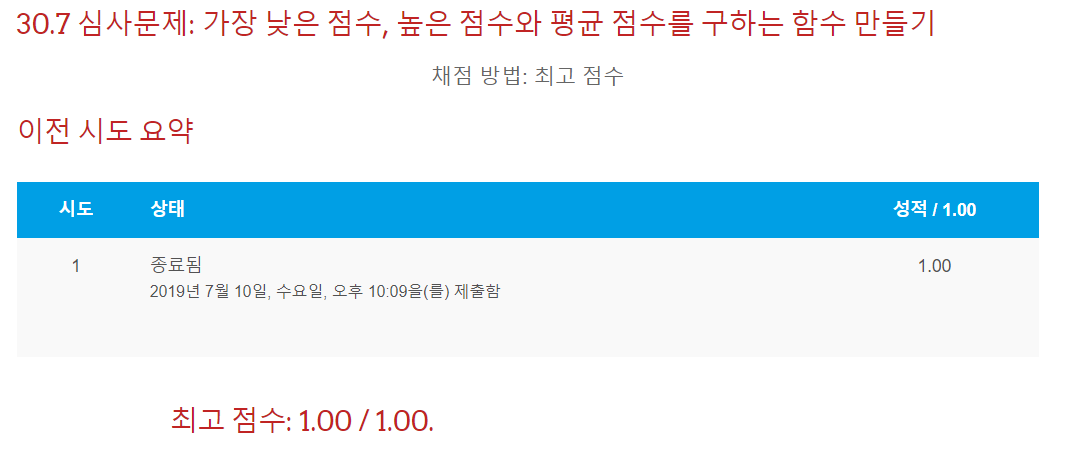 30.7 심사문제: 가장 낮은 점수, 높은 점수와 평균 점수를 구하는 함수 만들기
채점 방법: 최고 점수
이전 시도 요약
시도 상태 성적 / 1.00
1 종료됨 1.00
2019년 7월 10일, 수요일, 오후 10:09을(를) 제출함
최고 점수: 1.00 / 1.00.